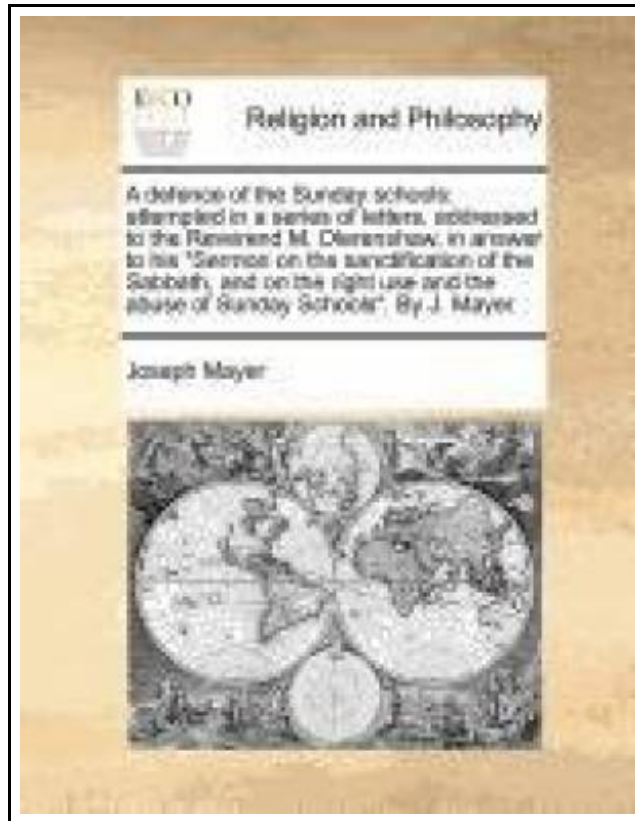 ECCO
Religion and Philosophy
A defence of the Sunday schools:
attempted in a series of letters, addressed
to the Reverend M. Olerenshaw, in answer
to his "Sermon on the sanctification of the
Sabbath, and on the right use and the
abuse of Sunday Schools". By J. Mayer.
Joseph Mayer